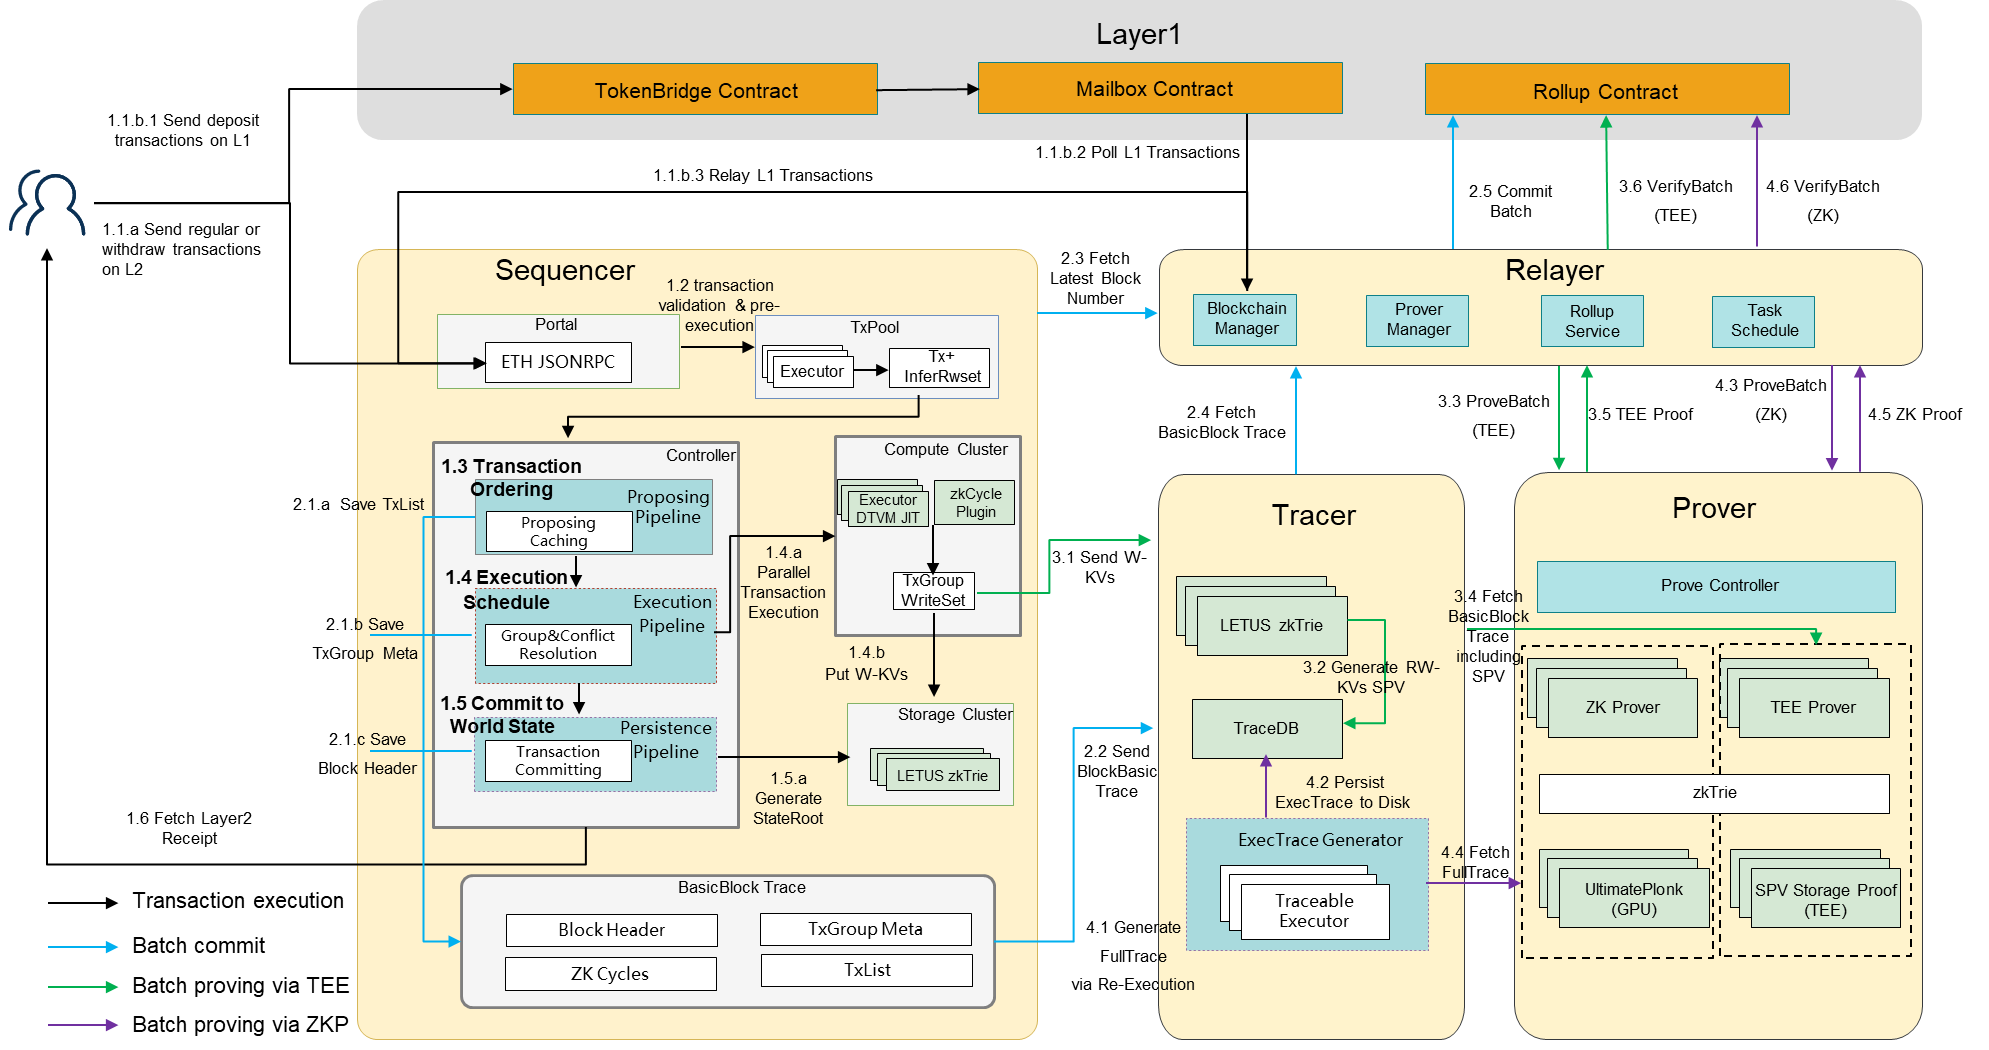 Layer1
TokenBridge Contract
Mailbox Contract
Rollup Contract
1.1.b.1 Send deposit
transactions on L1
1.1.b.2 Poll L1 Transactions
1.1.b.3 Relay L1 Transactions
2.5 Commit
Batch
3.6 VerifyBatch
(TEE)
4.6 VerifyBatch
(ZK)
1.1.a Send regular or
withdraw transactions
on L2
Sequencer
1.2 transaction
validation & pre-
execution
Portal
ETH JSONRPC
TxPool
Executor
Tx+
InferRwset
2.3 Fetch
Latest Block
Number
Relayer
Blockchain
Manager
Prover
Manager
Rollup
Service
Task
Schedule
2.4 Fetch
BasicBlock Trace
3.3 ProveBatch
(TEE)
3.5 TEE Proof
4.3 ProveBatch
(ZK)
4.5 ZK Proof
Controller
1.3 Transaction
Ordering
Proposing
Pipeline
Proposing
Caching
2.1.a Save TxList
1.4 Execution
Schedule
Execution
Pipeline
Group&Conflict
Resolution
2.1.b Save
TxGroup Meta
1.5 Commit to
World State
Persistence
Pipeline
Transaction
Committing
2.1.c Save
Block Header
1.4.a
Parallel
Transaction
Execution
Compute Cluster
Executor
DTVM JIT
zkCycle
Plugin
TxGroup
WriteSet
1.4.b
Put W-KVs
Storage Cluster
LETUS zkTrie
1.5.a
Generate
StateRoot
3.1 Send W-
KVs
2.2 Send
BlockBasic
Trace
Tracer
LETUS zkTrie
3.2 Generate RW-
KVs SPV
TraceDB
4.2 Persist
ExecTrace to Disk
ExecTrace Generator
Traceable
Executor
4.1 Generate
FullTrace
via Re-Execution
3.4 Fetch
BasicBlock
Trace
including
SPV
4.4 Fetch
FullTrace
Prover
Prove Controller
ZK Prover
TEE Prover
zkTrie
UltimatePlonk
(GPU)
SPV Storage Proof
(TEE)
1.6 Fetch Layer2
Receipt
BasicBlock Trace
Block Header
TxGroup Meta
ZK Cycles
TxList
Transaction execution
Batch commit
Batch proving via TEE
Batch proving via ZKP